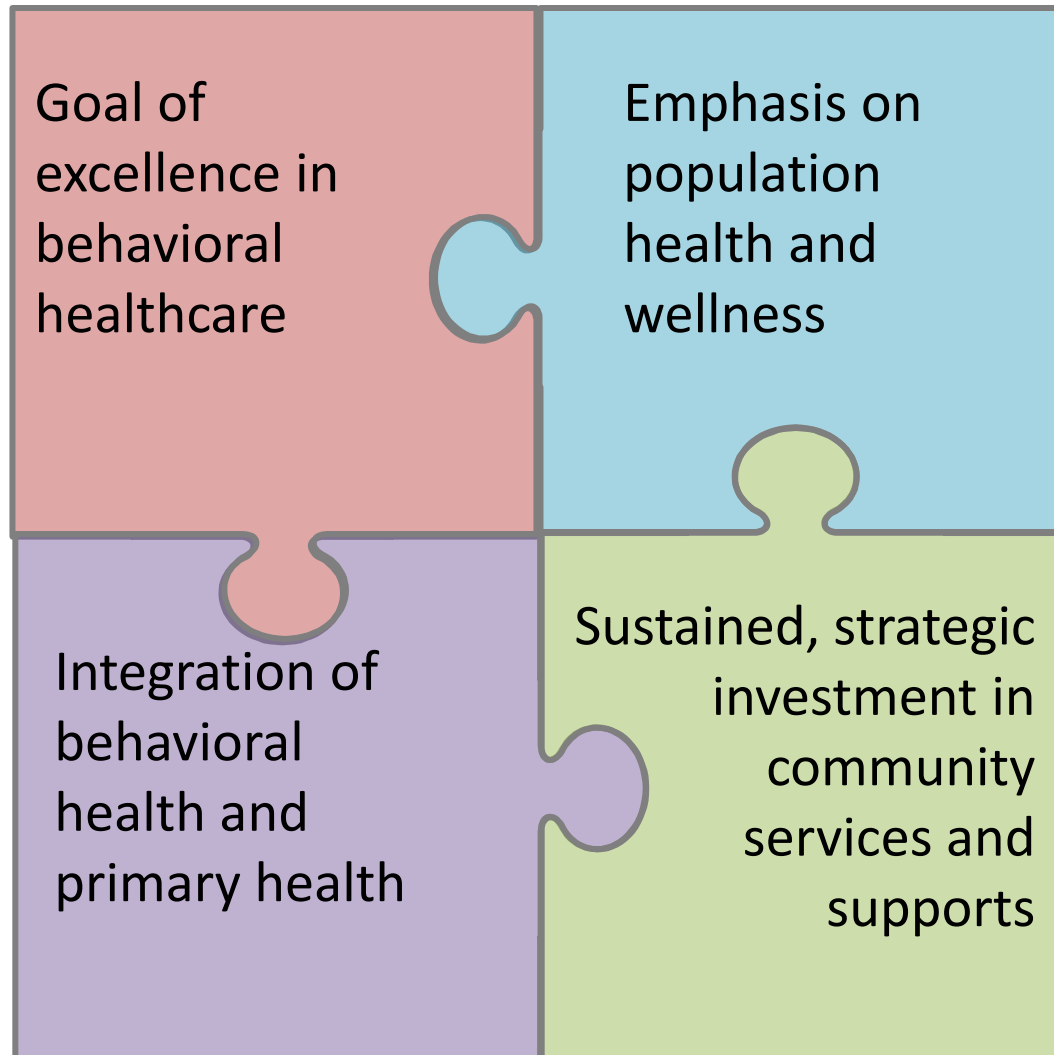 Goal of
excellence in
behavioral
healthcare
Emphasis on
population
health and
wellness
Integration of
behavioral
health and
primary health
Sustained, strategic
investment in
community
services and
supports